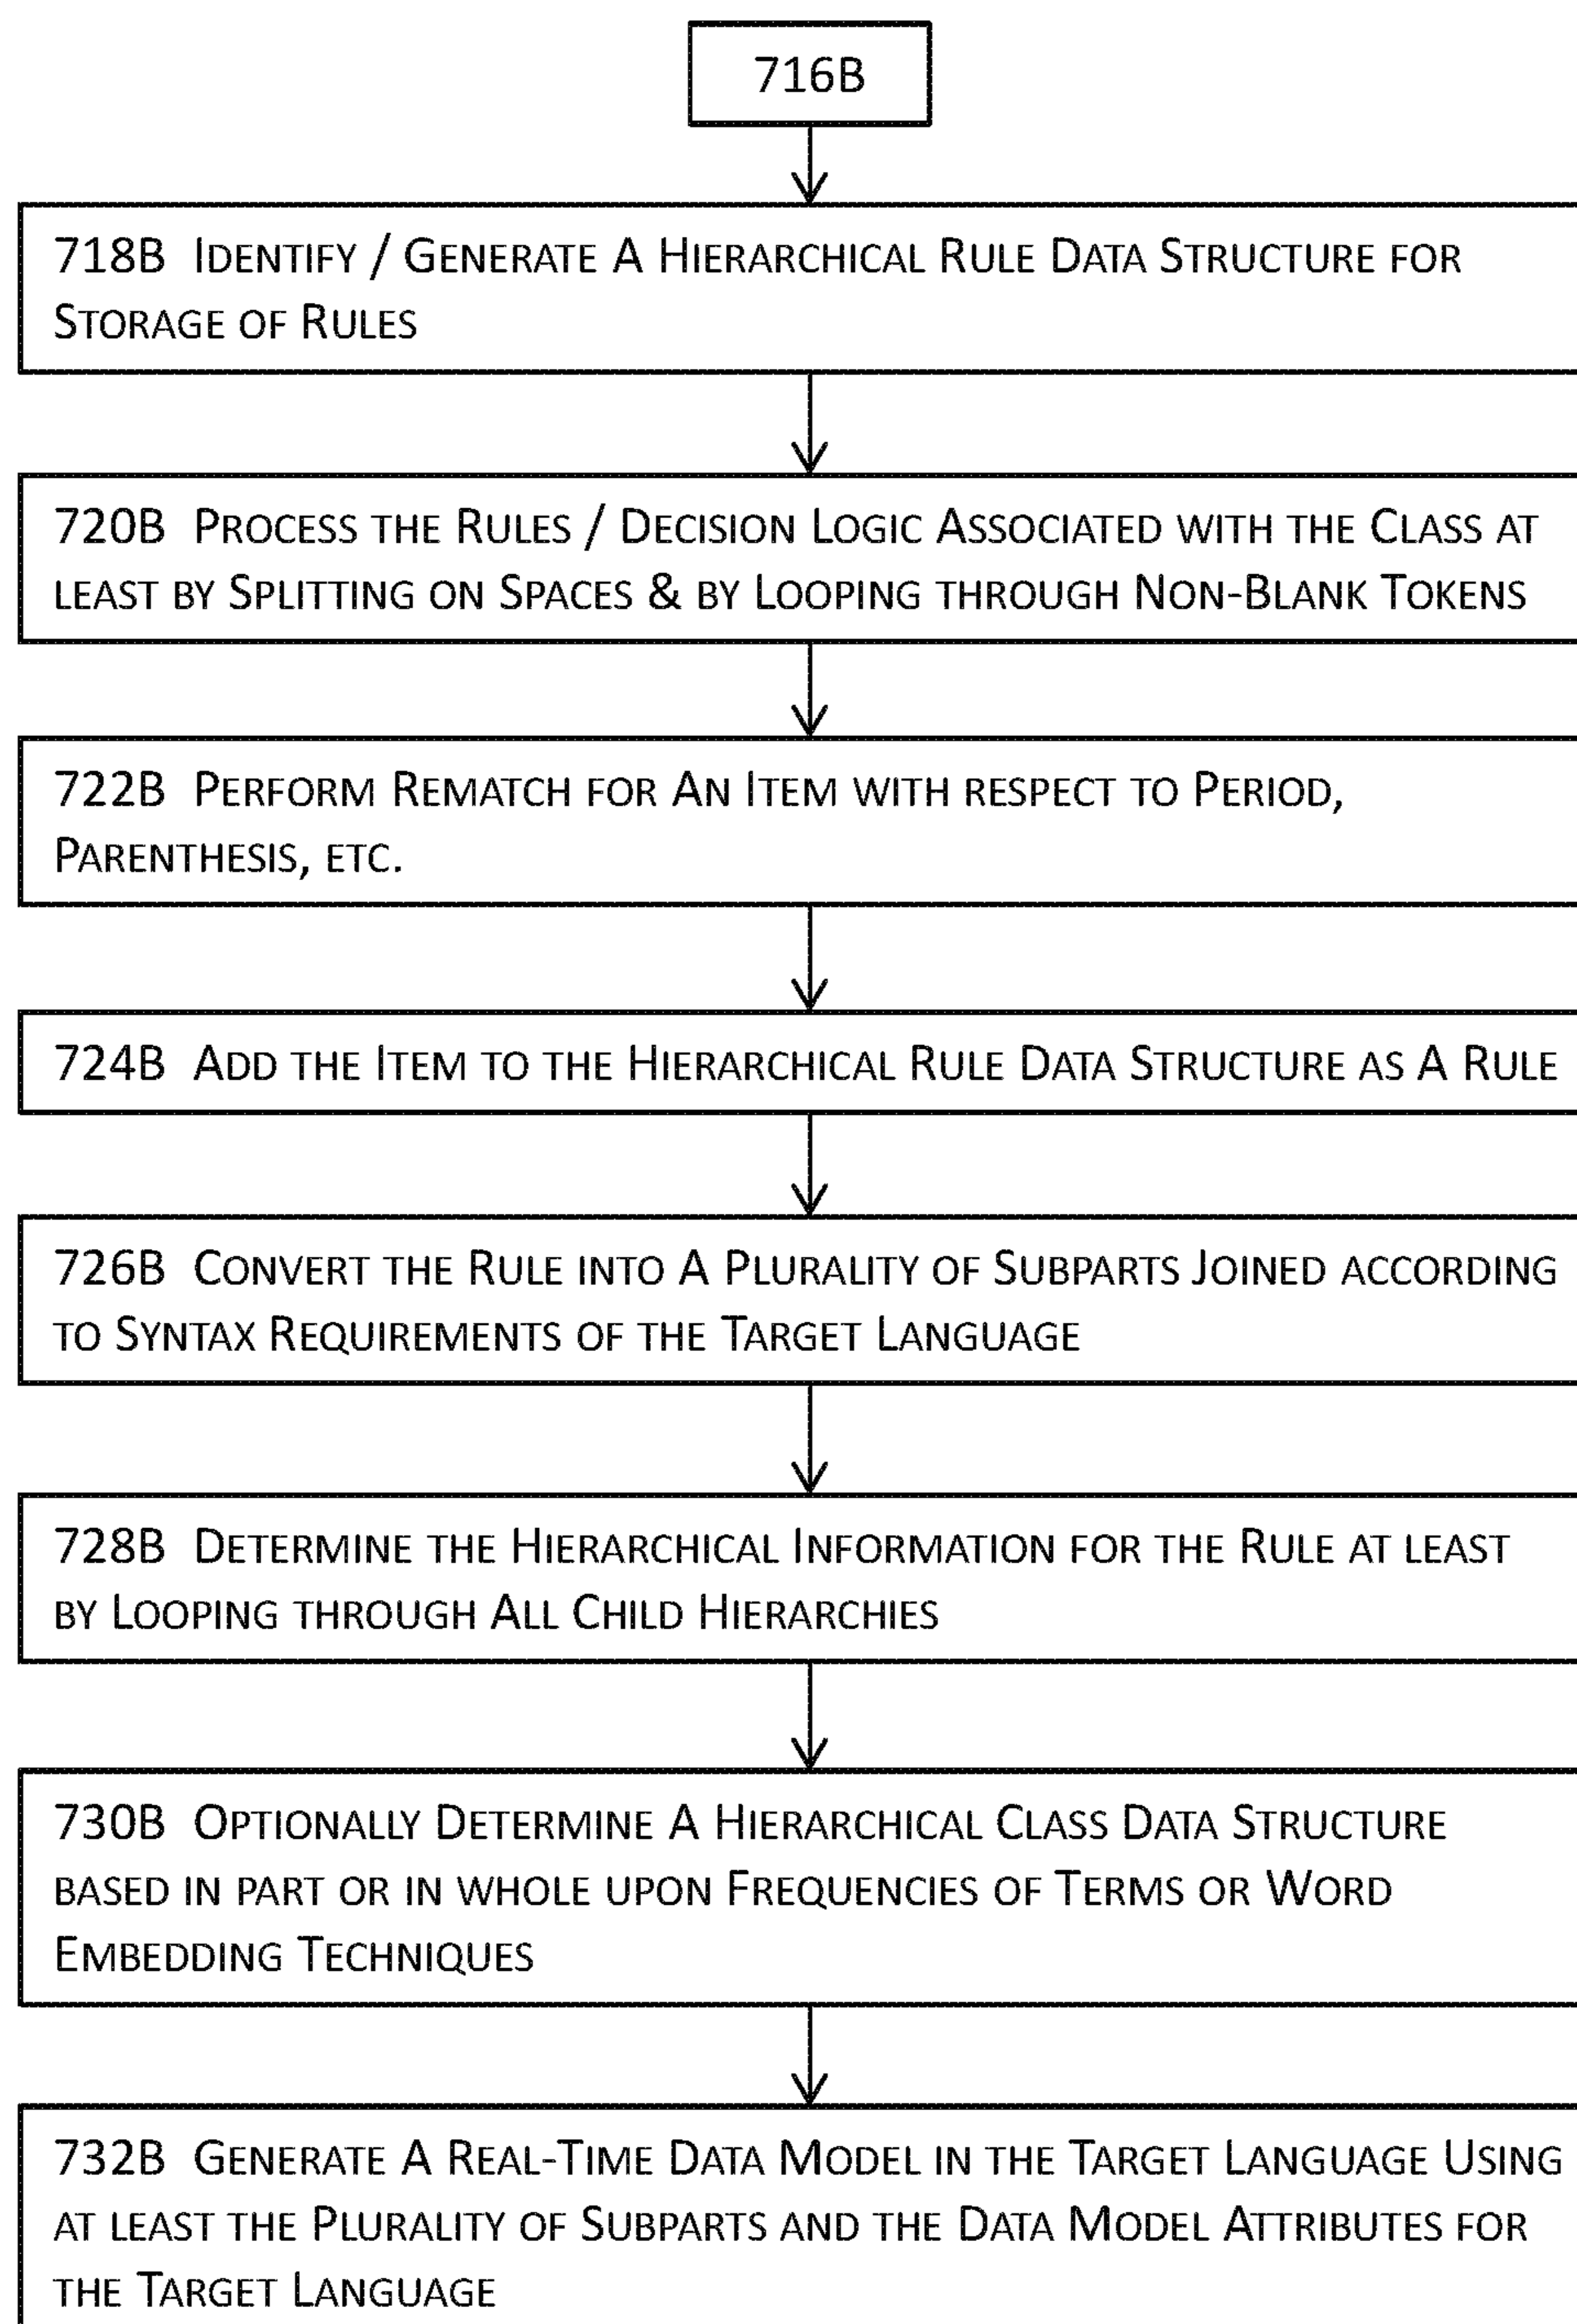 716B
718B IDENTIFY / GENERATE A HIERARCHICAL RULE DATA STRUCTURE FOR
STORAGE OF RULES
720B PROCESS THE RULES / DECISION LOGIC ASSOCIATED WITH THE CLASS AT
LEAST BY SPLITTING ON SPACES & BY LOOPING THROUGH NON-BLANK TOKENS
722B PERFORM REMATCH FOR AN ITEM WITH RESPECT TO PERIOD,
PARENTHESIS, ETC.
724B ADD THE ITEM TO THE HIERARCHICAL RULE DATA STRUCTURE AS A RULE
726B CONVERT THE RULE INTO A PLURALITY OF SUBPARTS JOINED ACCORDING
TO SYNTAX REQUIREMENTS OF THE TARGET LANGUAGE
728B DETERMINE THE HIERARCHICAL INFORMATION FOR THE RULE AT LEAST
BY LOOPING THROUGH ALL CHILD HIERARCHIES
730B OPTIONALLY DETERMINE A HIERARCHICAL CLASS DATA STRUCTURE
BASED IN PART OR IN WHOLE UPON FREQUENCIES OF TERMS OR WORD
EMBEDDING TECHNIQUES
732B GENERATE A REAL-TIME DATA MODEL IN THE TARGET LANGUAGE USING
AT LEAST THE PLURALITY OF SUBPARTS AND THE DATA MODEL ATTRIBUTES FOR
THE TARGET LANGUAGE